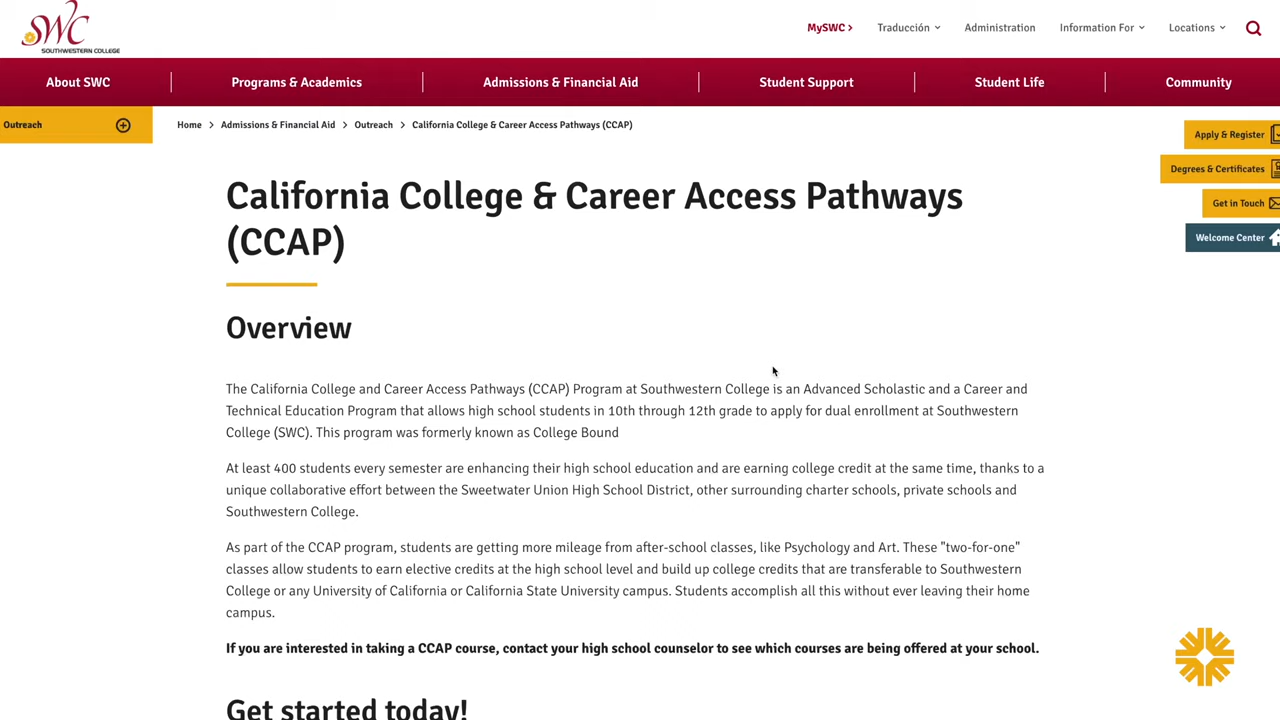 SWC
SOUTHWESTERN COLLEGE
MySWC
Traducción
Administration
Information For
Locations
About SWC
Programs & Academics
Admissions & Financial Aid
Student Support
Student Life
Community
Outreach
Home > Admissions & Financial Aid > Outreach > California College & Career Access Pathways (CCAP)
Apply & Register
Degrees & Certificates
Get in Touch
Welcome Center
California College & Career Access Pathways
(CCAP)
Overview
The California College and Career Access Pathways (CCAP) Program at Southwestern College is an Advanced Scholastic and a Career and
Technical Education Program that allows high school students in 10th through 12th grade to apply for dual enrollment at Southwestern
College (SWC). This program was formerly known as College Bound
At least 400 students every semester are enhancing their high school education and are earning college credit at the same time, thanks to a
unique collaborative effort between the Sweetwater Union High School District, other surrounding charter schools, private schools and
Southwestern College.
As part of the CCAP program, students are getting more mileage from after-school classes, like Psychology and Art. These "two-for-one"
classes allow students to earn elective credits at the high school level and build up college credits that are transferable to Southwestern
College or any University of California or California State University campus. Students accomplish all this without ever leaving their home
campus.
If you are interested in taking a CCAP course, contact your high school counselor to see which courses are being offered at your school.
Get started today!